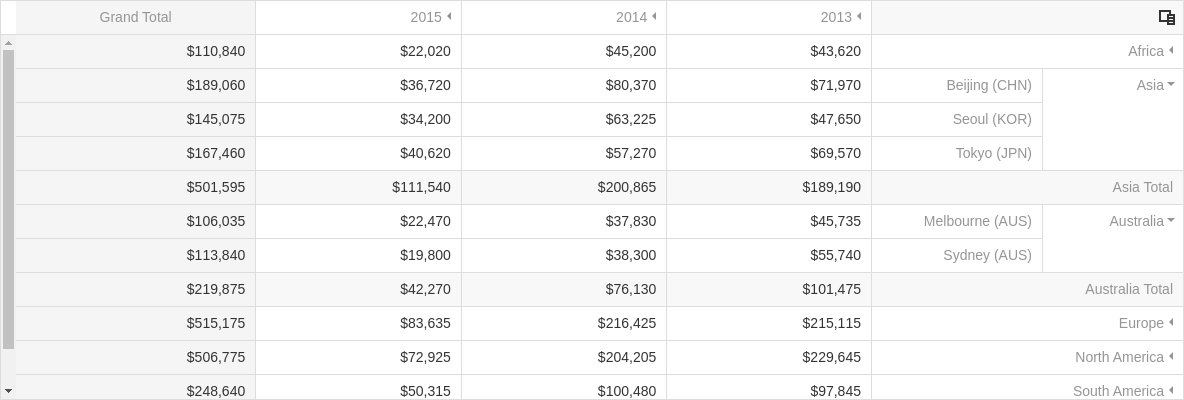 Grand Total 2015 2014 2013
$110,840 $22,020 $45,200 $43,620 Africa
$189,060 $36,720 $80,370 $71,970 Beijing (CHN) Asia
$145,075 $34,200 $63,225 $47,650 Seoul (KOR)
$167,460 $40,620 $57,270 $69,570 Tokyo (JPN)
$501,595 $111,540 $200,865 $189,190 Asia Total
$106,035 $22,470 $37,830 $45,735 Melbourne (AUS) Australia
$113,840 $19,800 $38,300 $55,740 Sydney (AUS)
$219,875 $42,270 $76,130 $101,475 Australia Total
$515,175 $83,635 $216,425 $215,115 Europe
$506,775 $72,925 $204,205 $229,645 North America
$248,640 $50,315 $100,480 $97,845 South America